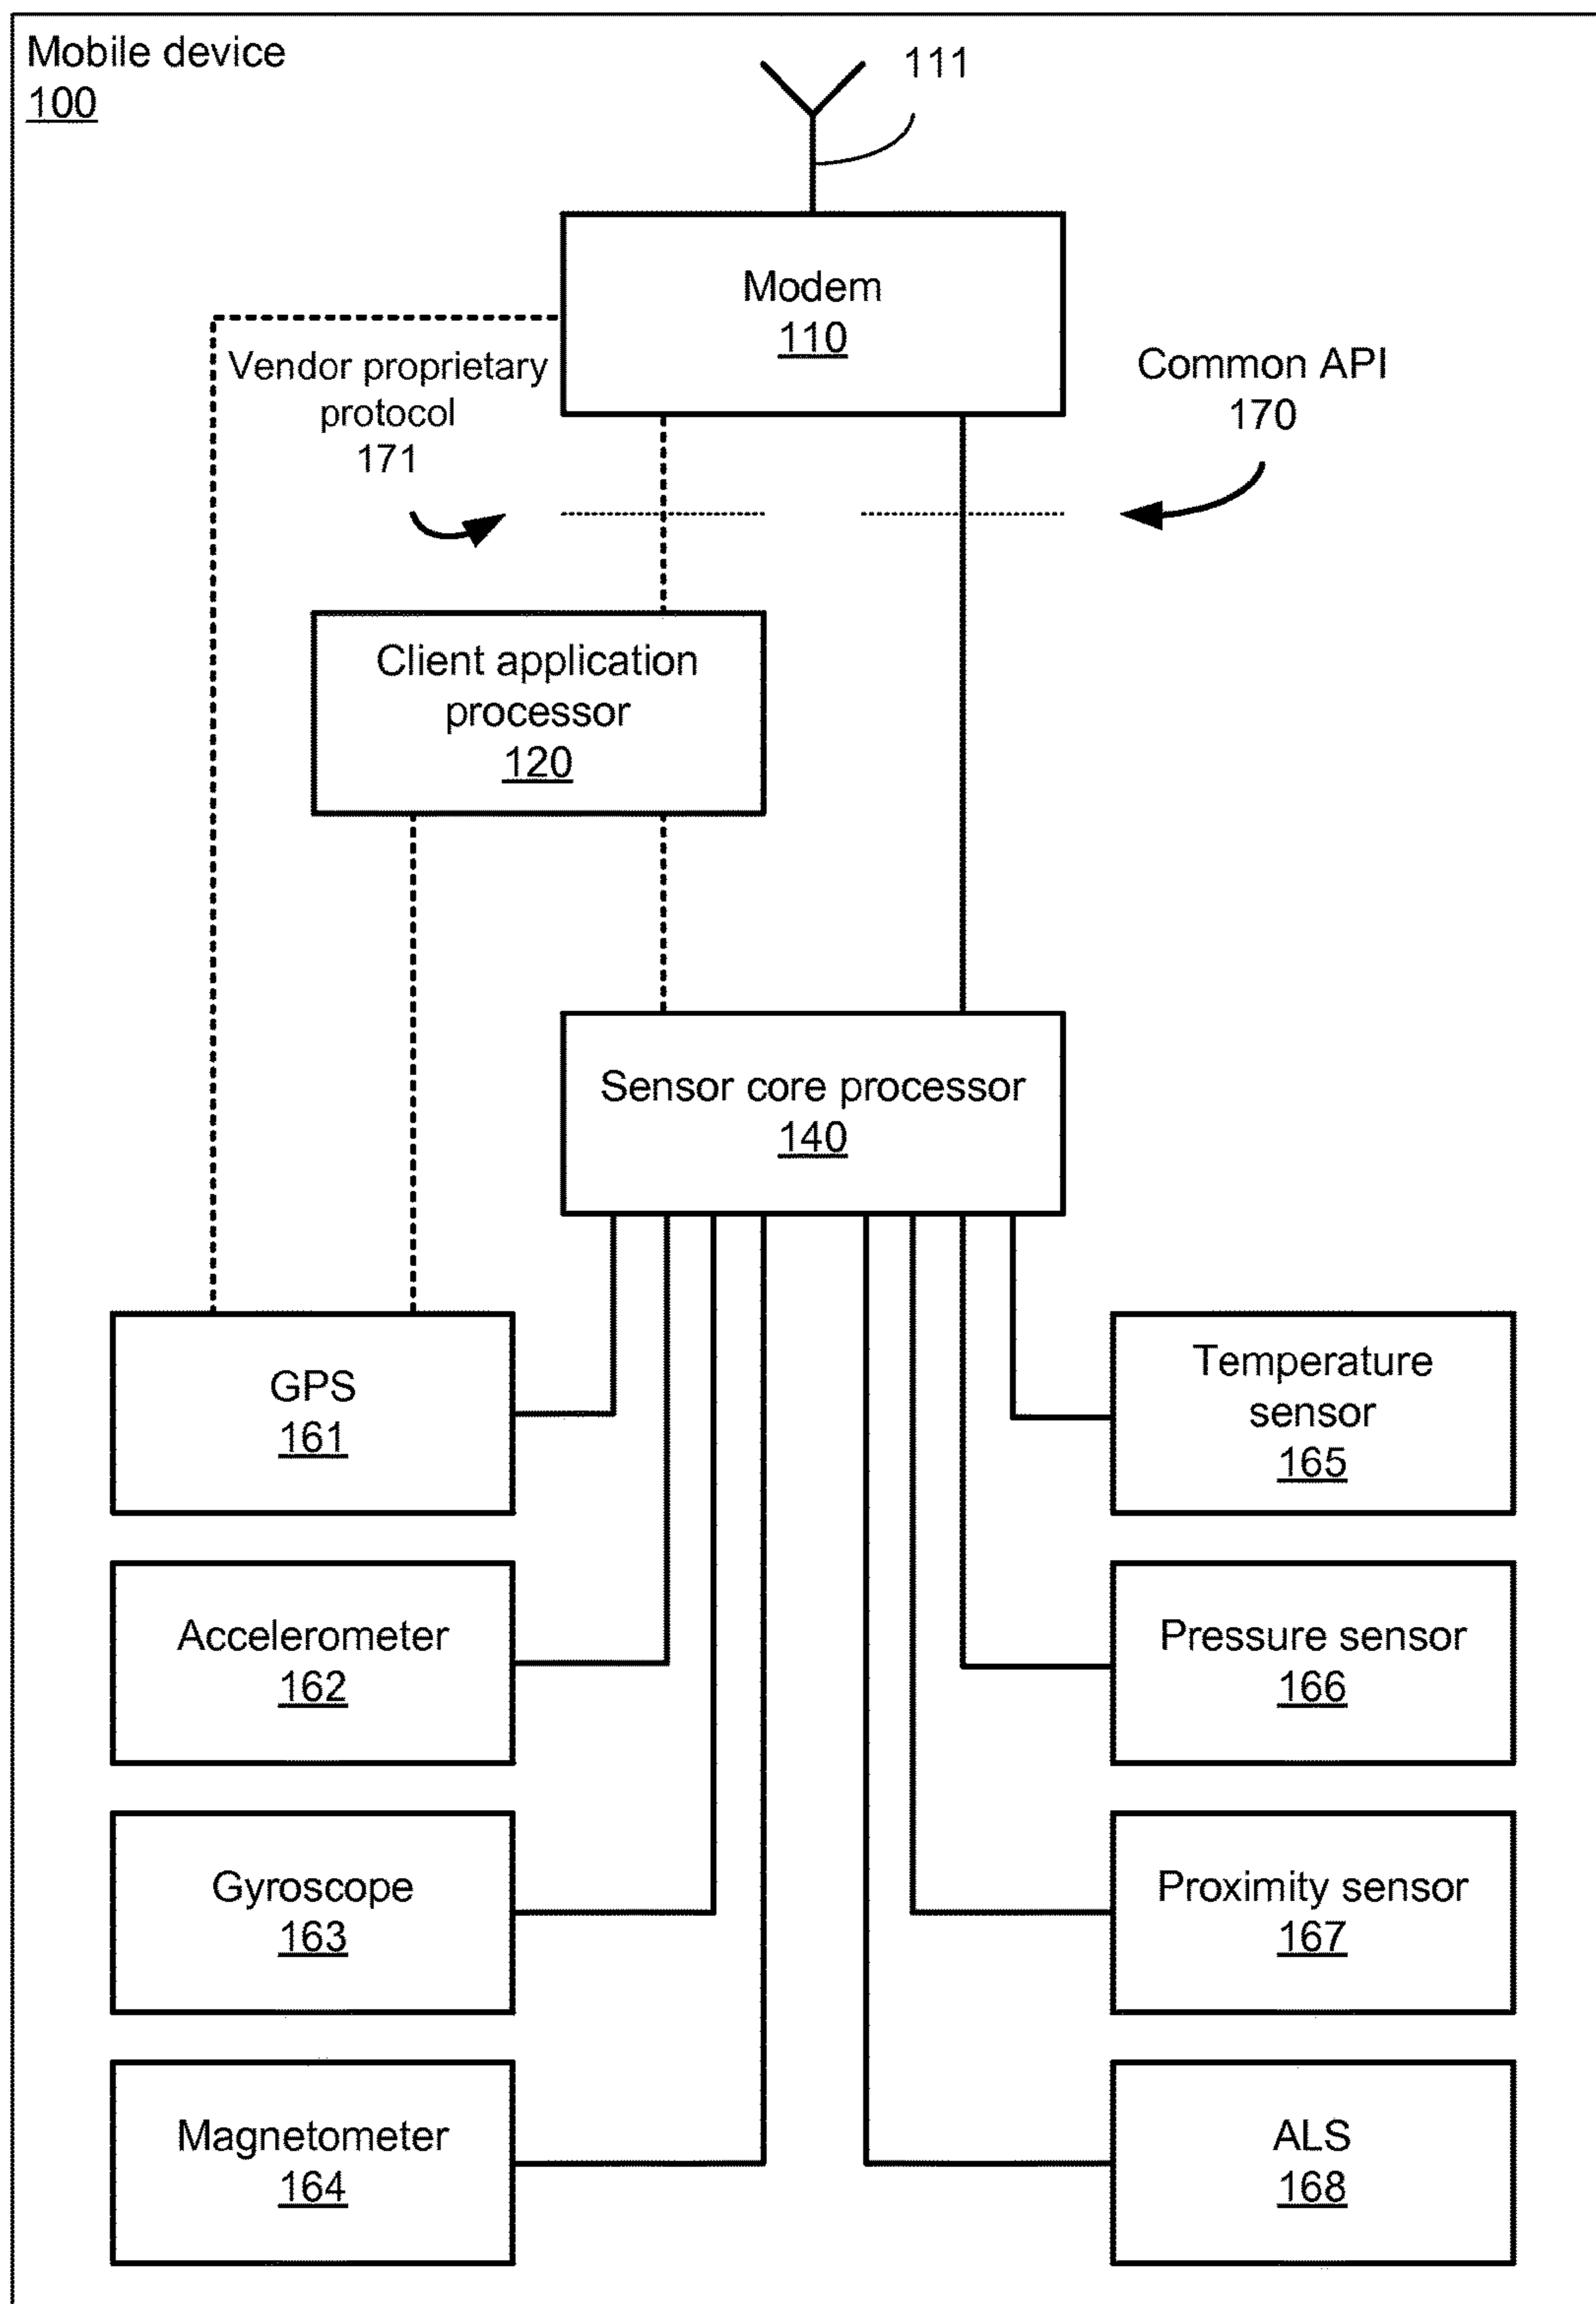 Mobile device
100
111
Modem
110
Vendor proprietary
protocol
171
Common API
170
Client application
processor
120
Sensor core processor
140
GPS
161
Temperature
sensor
165
Accelerometer
162
Pressure sensor
166
Gyroscope
163
Proximity sensor
167
Magnetometer
164
ALS
168